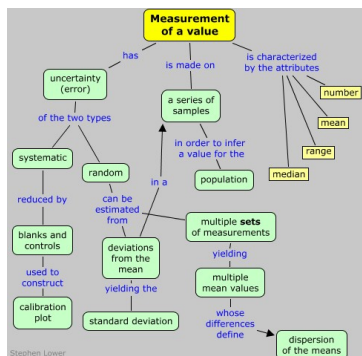 Measurement
of a value
has
is made on
is characterized
by the attributes
uncertainty
(error)
a series of
samples
number
mean
range
median
of the two types
in order to infer
a value for the
systematic
random
in a
population
reduced by
can be
estimated
from
multiple sets
of measurements
blanks and
controls
deviations
from the
mean
yielding
used to
construct
yielding the
multiple
mean values
calibration
plot
standard deviation
whose
differences
define
dispersion
of the means
Stephen Lower